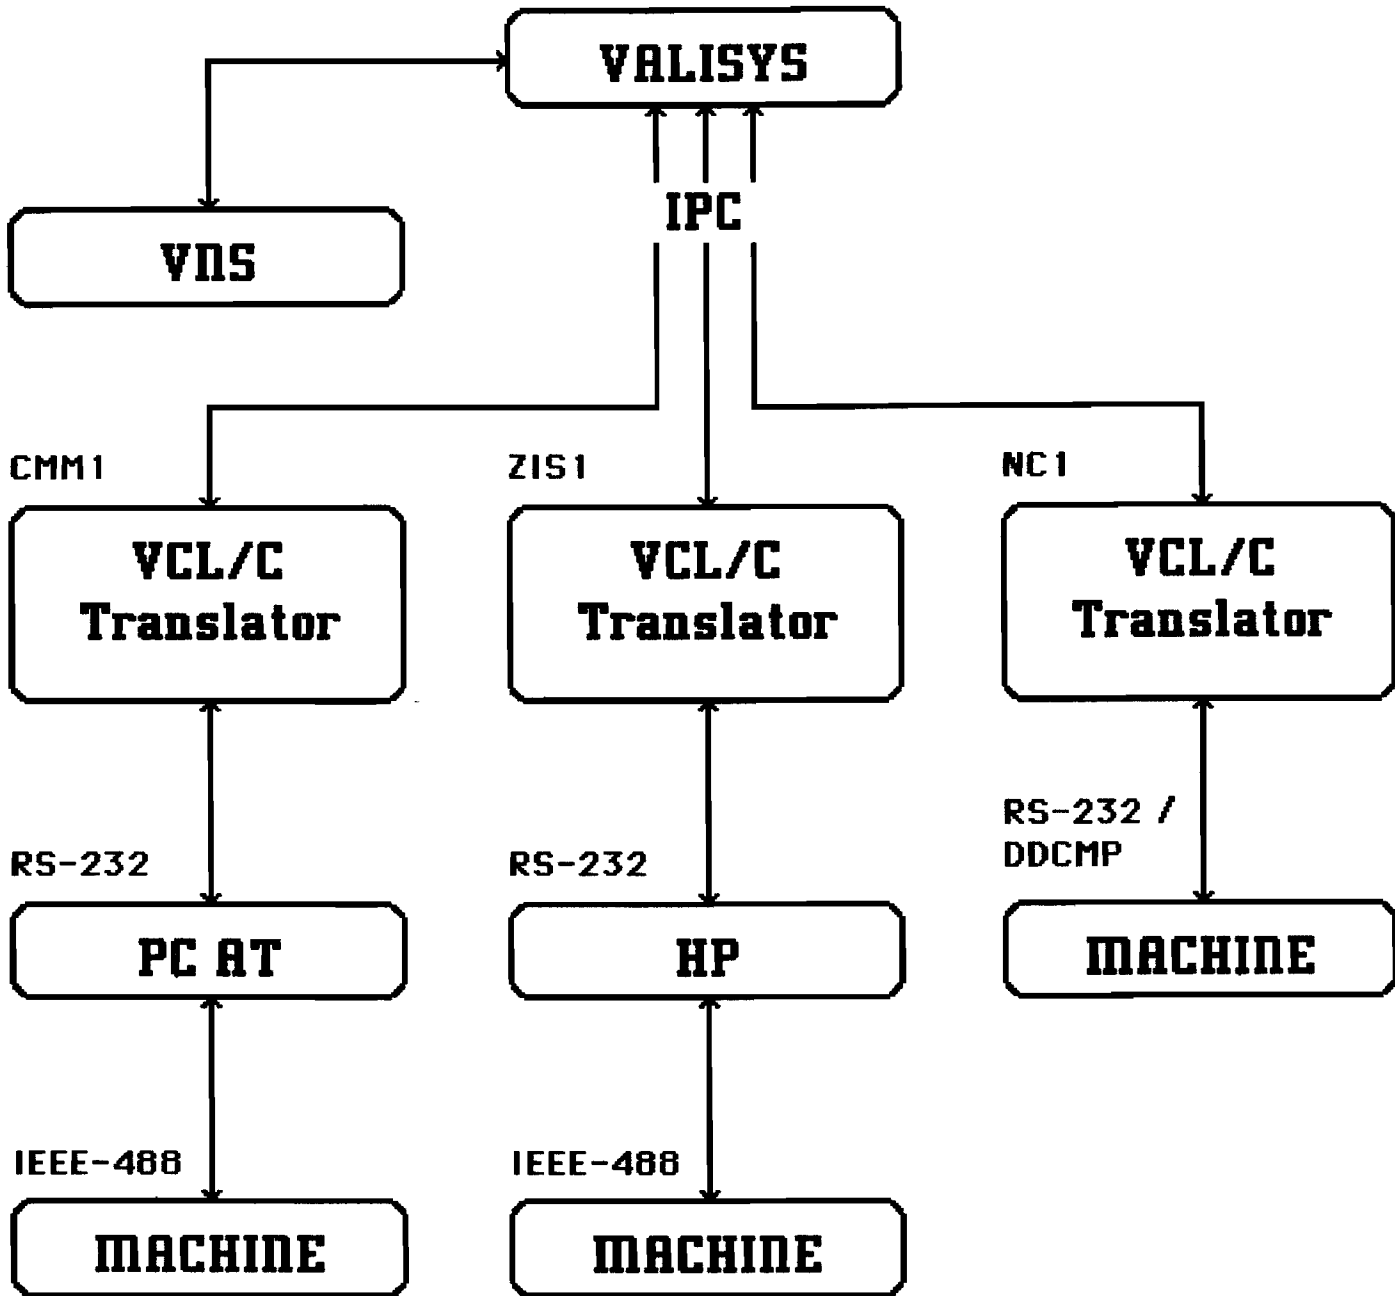 VALISYS
IPC
VNS
CMM1
ZIS1
NC1
VCL/C
Translator
VCL/C
Translator
VCL/C
Translator
RS-232
RS-232
RS-232 /
DDCMP
PC AT
HP
MACHINE
IEEE-488
IEEE-488
MACHINE
MACHINE